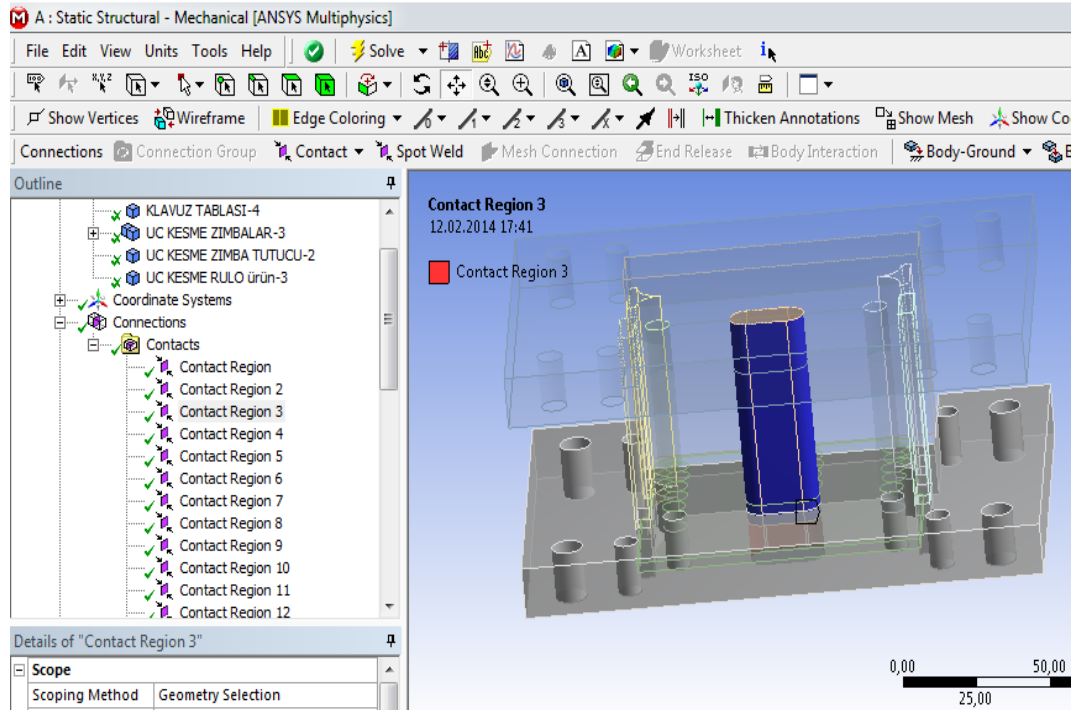 A : Static Structural - Mechanical [ANSYS Multiphysics]
File Edit View Units Tools Help Solve Abc A Worksheet i
x,y,z ISO
Show Vertices Wireframe Edge Coloring 0 1 2 3 X Thicken Annotations Show Mesh Show Co
Connections Connection Group Contact Spot Weld Mesh Connection End Release Body Interaction Body-Ground B
Outline
KLAVUZ TABLASI-4
UC KESME ZIMBALAR-3
UC KESME ZIMBA TUTUCU-2
UC KESME RULO ürün-3
Coordinate Systems
Connections
Contacts
Contact Region
Contact Region 2
Contact Region 3
Contact Region 4
Contact Region 5
Contact Region 6
Contact Region 7
Contact Region 8
Contact Region 9
Contact Region 10
Contact Region 11
Contact Region 12
Details of "Contact Region 3"
Scope
Scoping Method Geometry Selection
Contact Region 3
12.02.2014 17:41
Contact Region 3
0,00 50,00
25,00